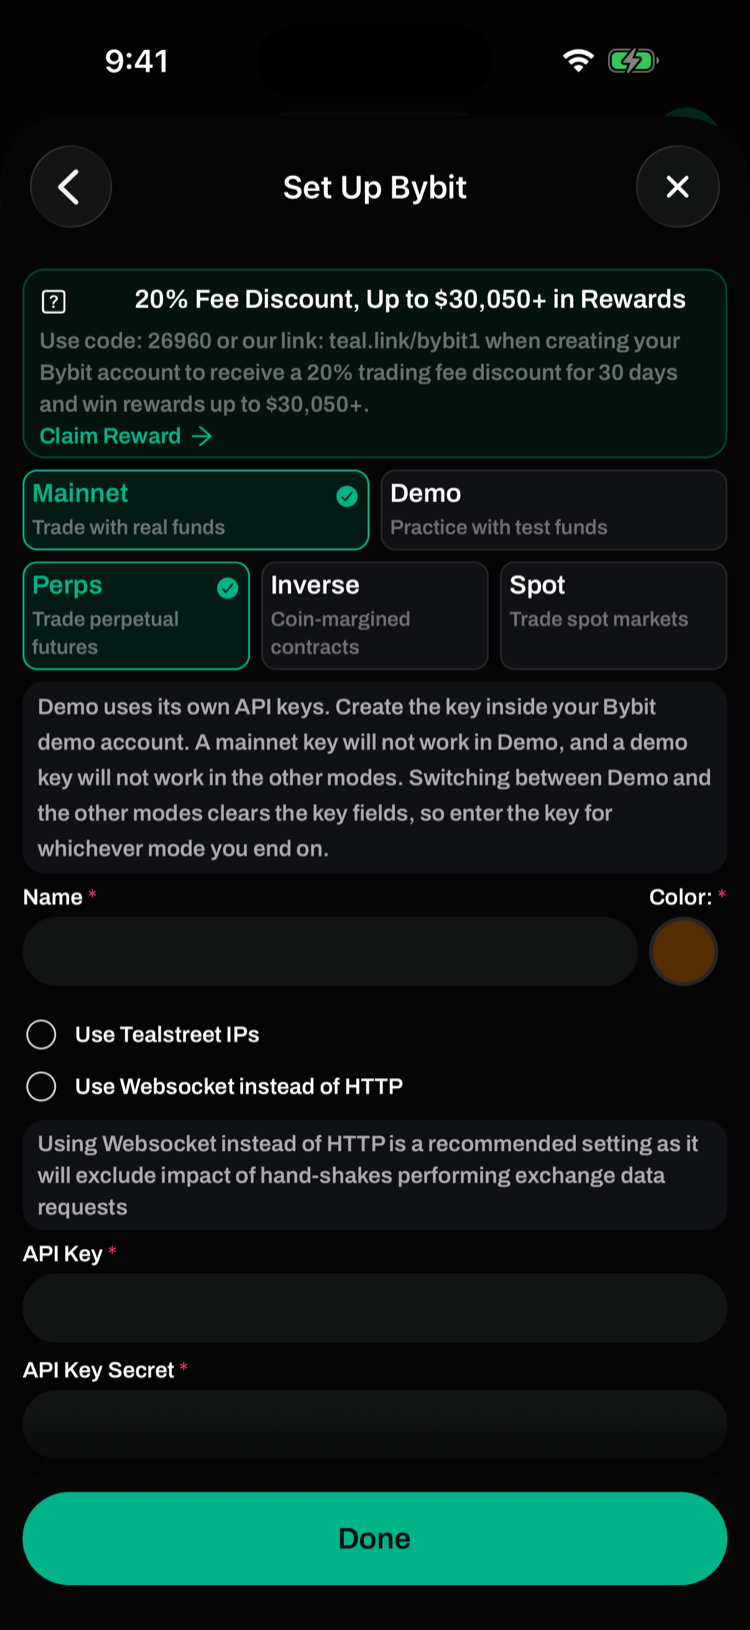 9:41
Set Up Bybit
20% Fee Discount, Up to $30,050+ in Rewards
Use code: 26960 or our link: teal.link/bybit1 when creating your
Bybit account to receive a 20% trading fee discount for 30 days
and win rewards up to $30,050+.
Claim Reward →
Mainnet
Trade with real funds
Demo
Practice with test funds
Perps
Trade perpetual
futures
Inverse
Coin-margined
contracts
Spot
Trade spot markets
Demo uses its own API keys. Create the key inside your Bybit
demo account. A mainnet key will not work in Demo, and a demo
key will not work in the other modes. Switching between Demo and
the other modes clears the key fields, so enter the key for
whichever mode you end on.
Name *
Color: *
Use Tealstreet IPs
Use Websocket instead of HTTP
Using Websocket instead of HTTP is a recommended setting as it
will exclude impact of hand-shakes performing exchange data
requests
API Key *
API Key Secret *
Done